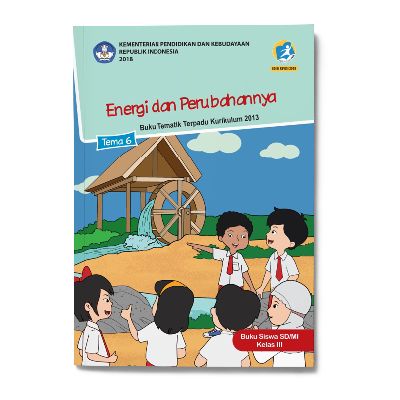 KEMENTERIAN PENDIDIKAN DAN KEBUDAYAAN
REPUBLIK INDONESIA
2018
Energi dan Perubahannya
Buku Tematik Terpadu Kurikulum 2013
Tema 6
Buku Siswa SD/MI
Kelas III